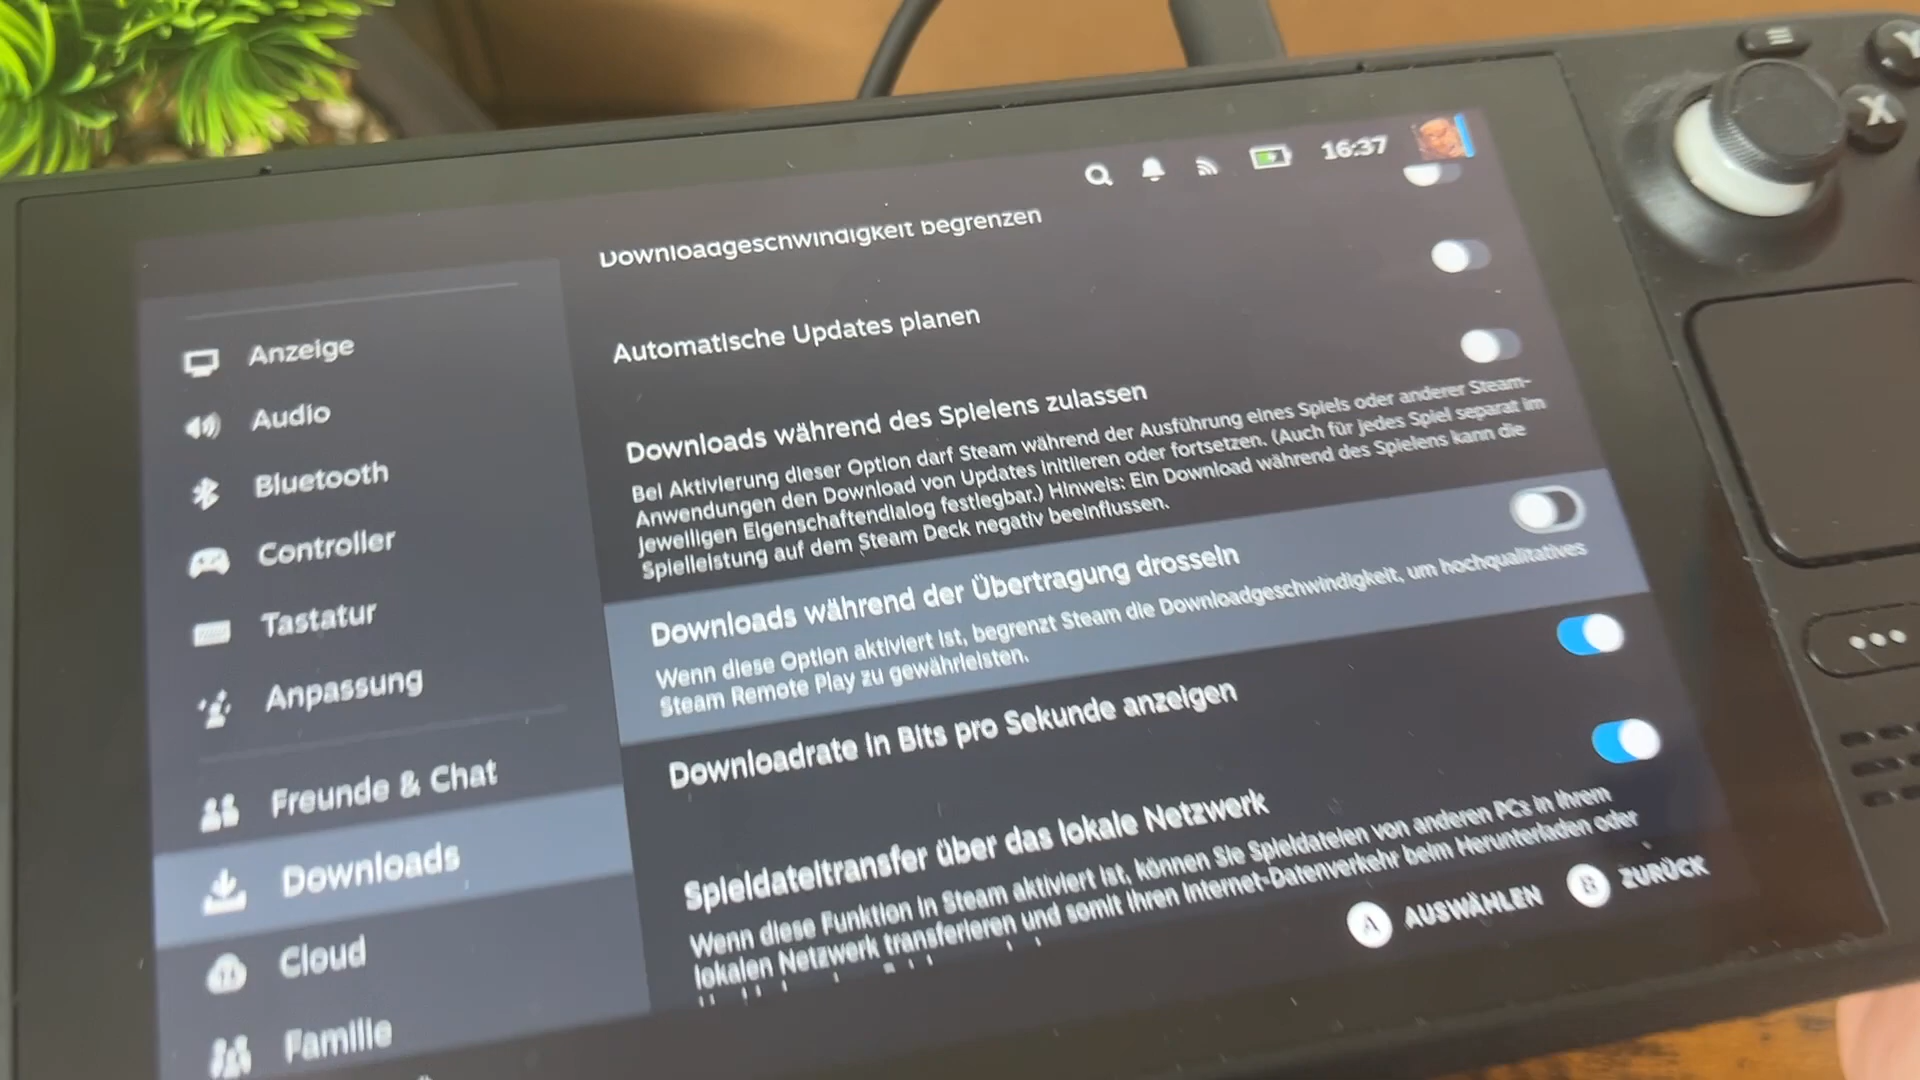 16:37
Downloadgeschwindigkeit begrenzen
Automatische Updates planen
Downloads während des Spielens zulassen
Bei Aktivierung dieser Option darf Steam während der Ausführung eines Spiels oder anderer Steam-
Anwendungen den Download von Updates initiieren oder fortsetzen. (Auch für jedes Spiel separat im
jeweiligen Eigenschaftendialog festlegbar.) Hinweis: Ein Download während des Spielens kann die
Spielleistung auf dem Steam Deck negativ beeinflussen.
Downloads während der Übertragung drosseln
Wenn diese Option aktiviert ist, begrenzt Steam die Downloadgeschwindigkeit, um hochqualitatives
Steam Remote Play zu gewährleisten.
Downloadrate in Bits pro Sekunde anzeigen
Spieldateitransfer über das lokale Netzwerk
Wenn diese Funktion in Steam aktiviert ist, können Sie Spieldateien von anderen PCs in Ihrem
lokalen Netzwerk transferieren und somit Ihren Internet-Datenverkehr beim Herunterladen oder
Anzeige
Audio
Bluetooth
Controller
Tastatur
Anpassung
Freunde & Chat
Downloads
Cloud
Familie
A AUSWÄHLEN
B ZURÜCK
X
Y